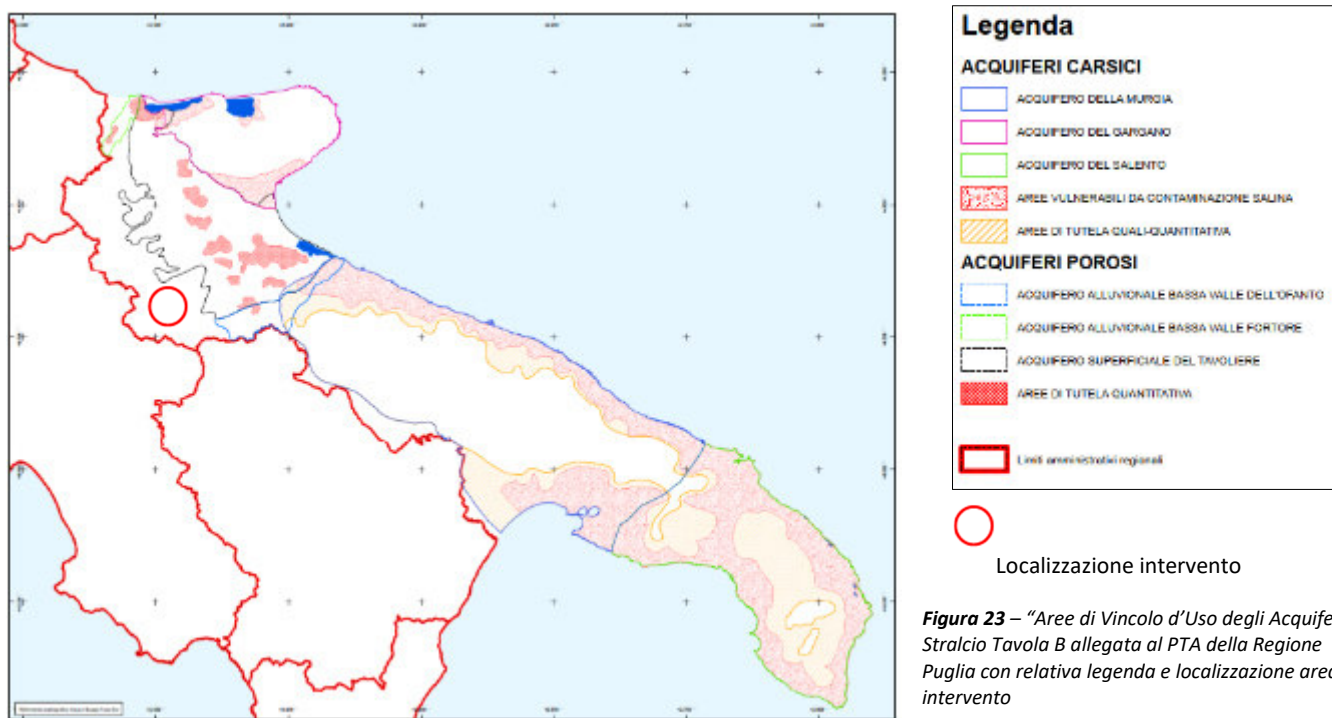 Legenda
ACQUIFERI CARSICI
ACQUIFERO DELLA MURGIA
ACQUIFERO DEL GARGANO
ACQUIFERO DEL SALENTO
AREE VULNERABILI DA CONTAMINAZIONE SALINA
AREE DI TUTELA QUALI-QUANTITATIVA
ACQUIFERI POROSI
ACQUIFERO ALLUVIONALE BASSA VALLE DELL'OFANTO
ACQUIFERO ALLUVIONALE BASSA VALLE FORTORE
ACQUIFERO SUPERFICIALE DEL TAVOLIERE
AREE DI TUTELA QUANTITATIVA
Limiti amministrativi regionali
Localizzazione intervento
Figura 23 – “Aree di Vincolo d’Uso degli Acquife
Stralcio Tavola B allegata al PTA della Regione
Puglia con relativa legenda e localizzazione area
intervento